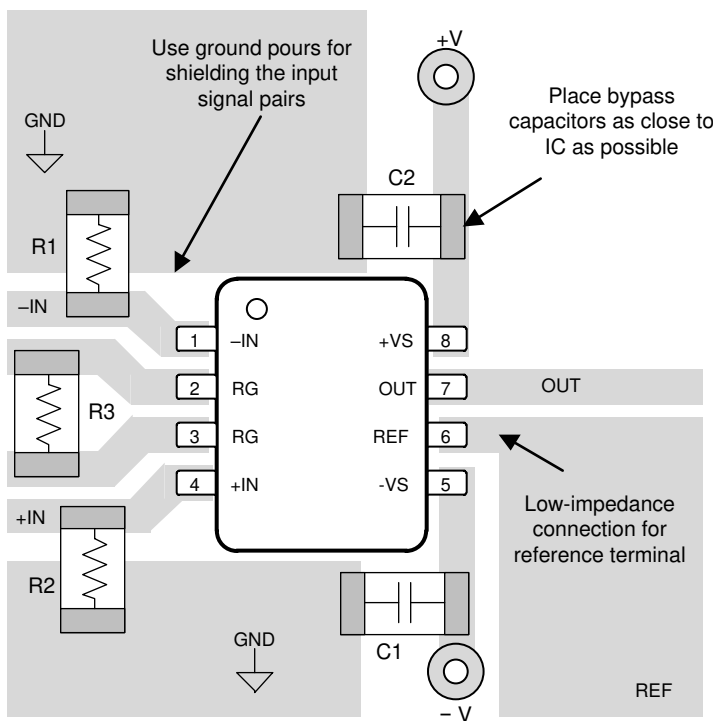 Use ground pours for
shielding the input
signal pairs
+V
Place bypass
capacitors as close to
IC as possible
GND
C2
R1
–IN
1 –IN
+VS 8
2 RG
OUT 7
OUT
R3
3 RG
REF 6
4 +IN
-VS 5
+IN
Low-impedance
connection for
reference terminal
R2
GND
C1
– V
REF